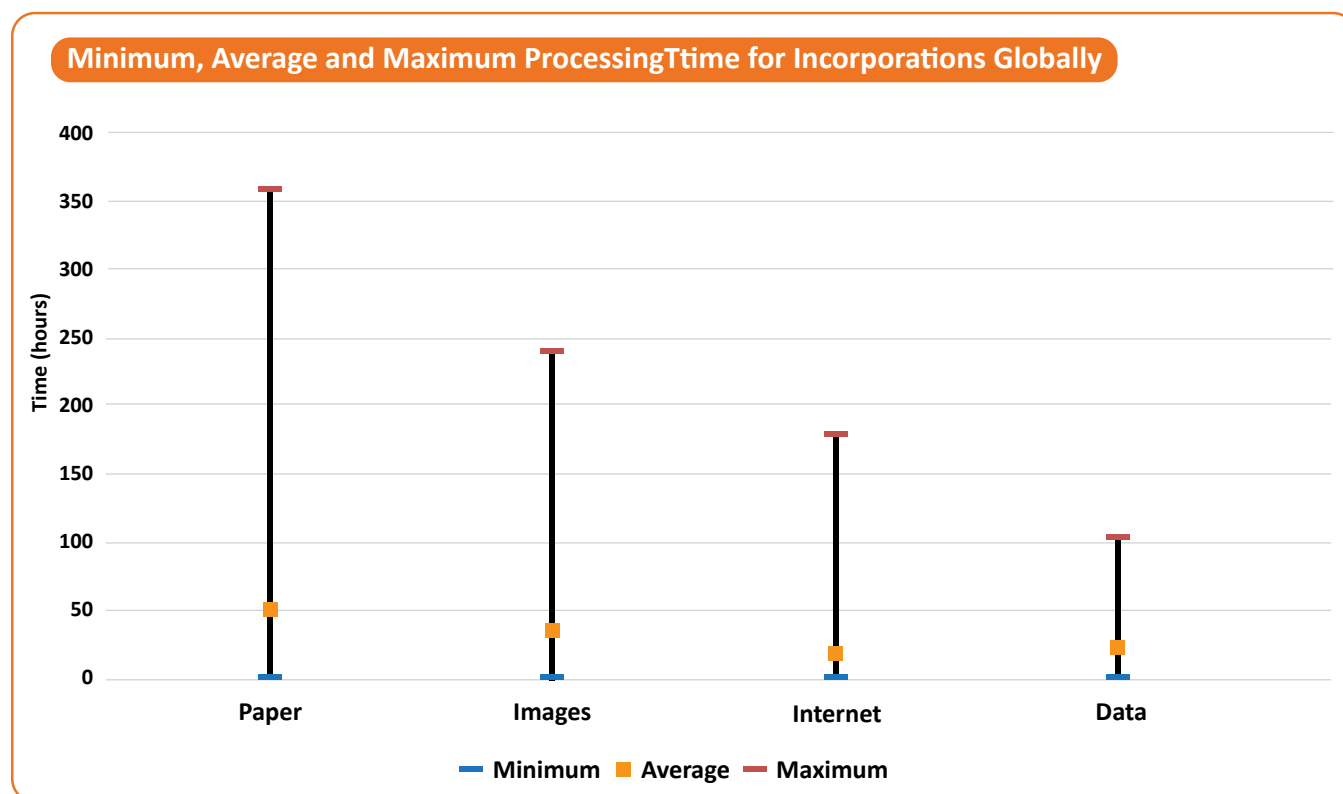 Minimum, Average and Maximum ProcessingTtime for Incorporations Globally
400
350
300
250
200
150
100
50
0
Time (hours)
Paper
Images
Internet
Data
Minimum
Average
Maximum